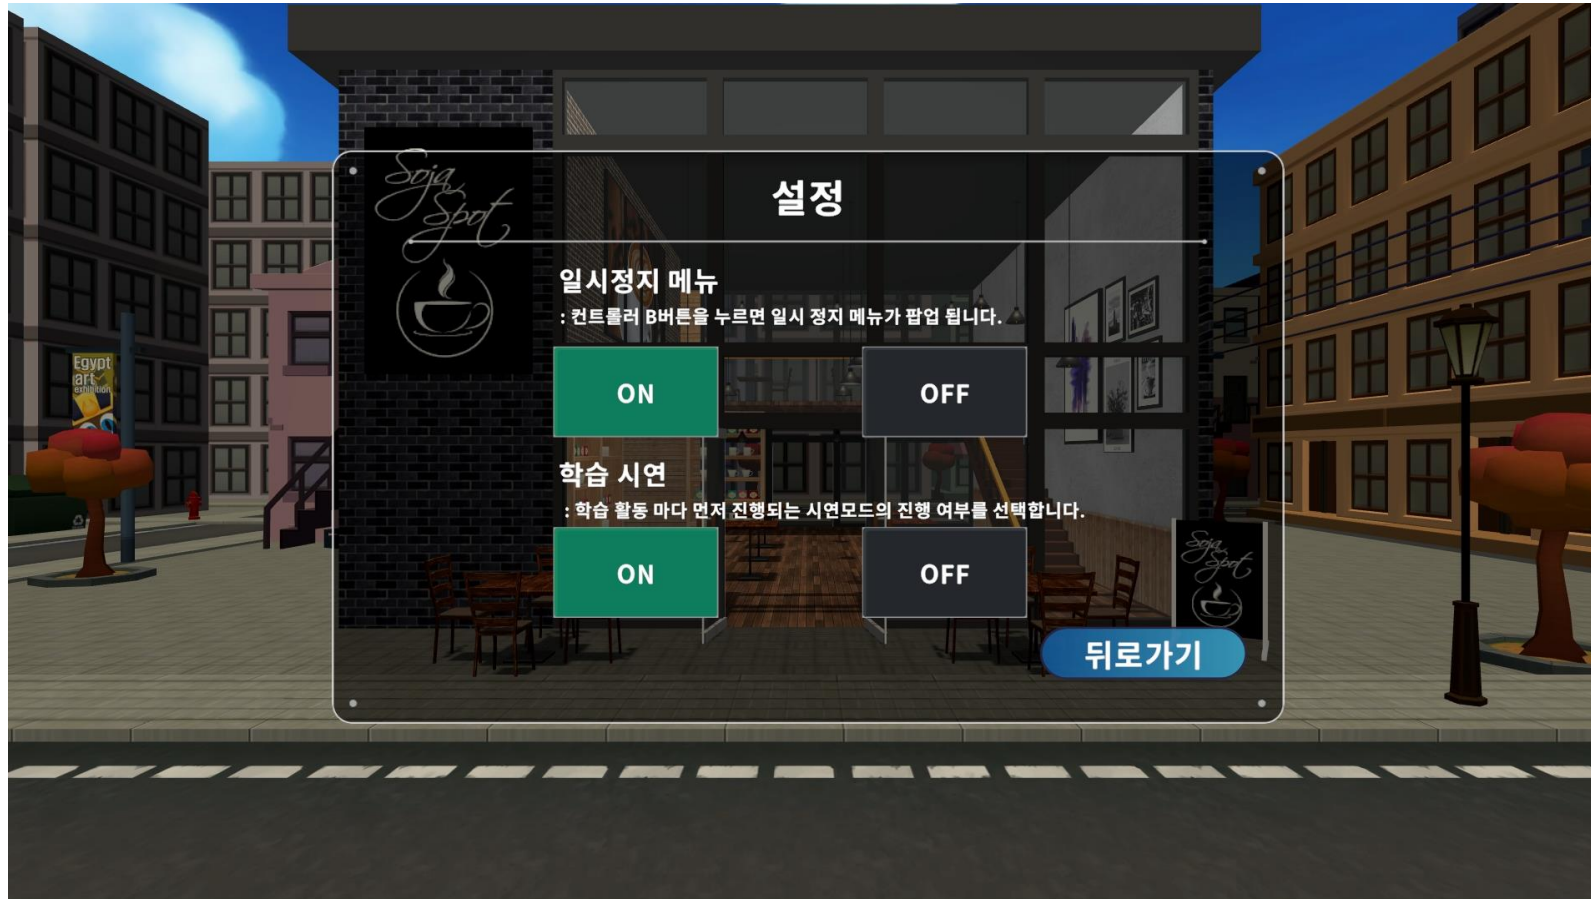 Soja
Spot
설정
일시정지 메뉴
: 컨트롤러 B버튼을 누르면 일시 정지 메뉴가 팝업 됩니다.
ON
OFF
Egypt
art
exhibition
학습 시연
: 학습 활동 마다 먼저 진행되는 시연모드의 진행 여부를 선택합니다.
ON
OFF
Soja
Spot
뒤로가기